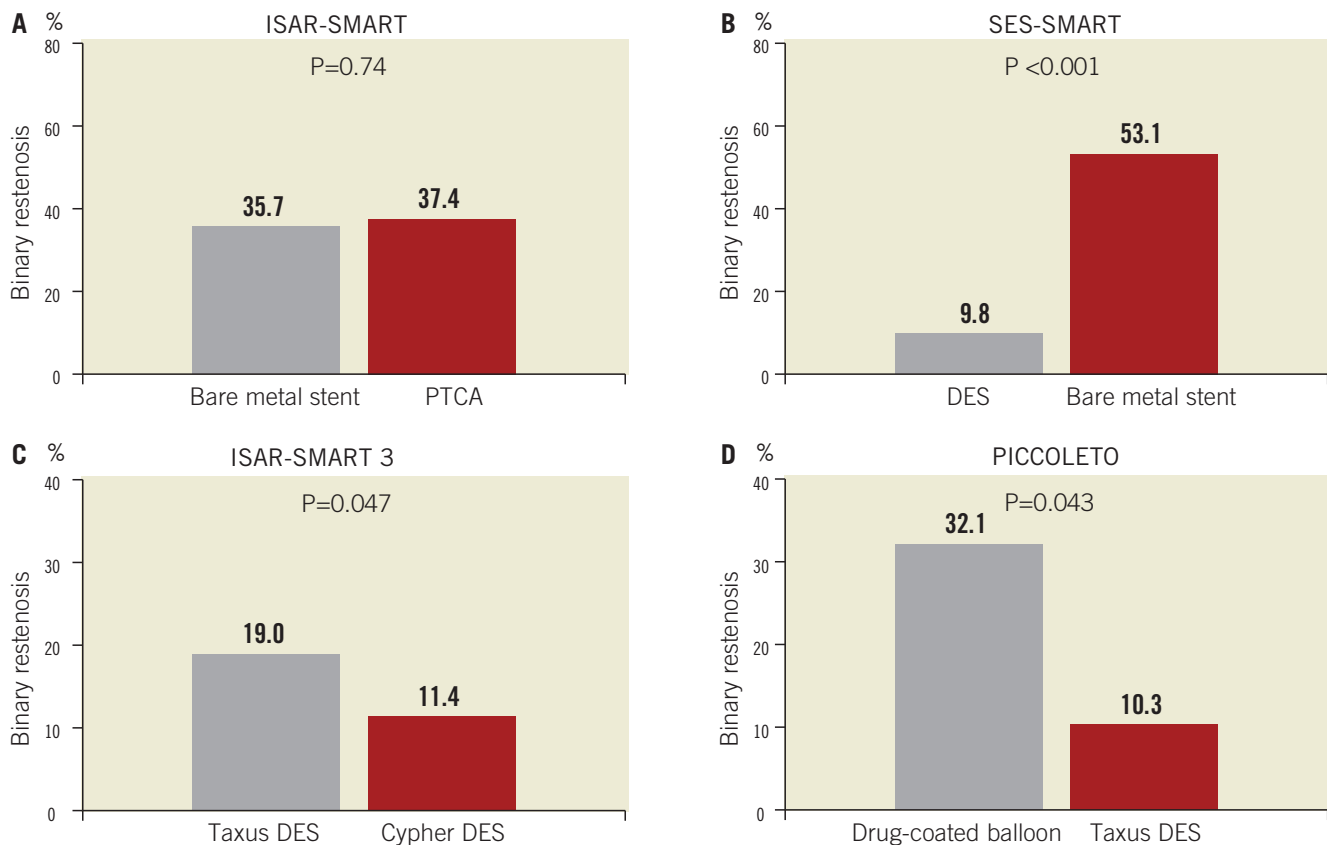 A % ISAR-SMART
P=0.74
80
60
40
20
0
Binary restenosis
35.7
37.4
Bare metal stent PTCA
B % SES-SMART
P <0.001
80
60
40
20
0
Binary restenosis
9.8
53.1
DES Bare metal stent
C % ISAR-SMART 3
P=0.047
40
30
20
10
0
Binary restenosis
19.0
11.4
Taxus DES Cypher DES
D % PICCOLETO
P=0.043
40
30
20
10
0
Binary restenosis
32.1
10.3
Drug-coated balloon Taxus DES